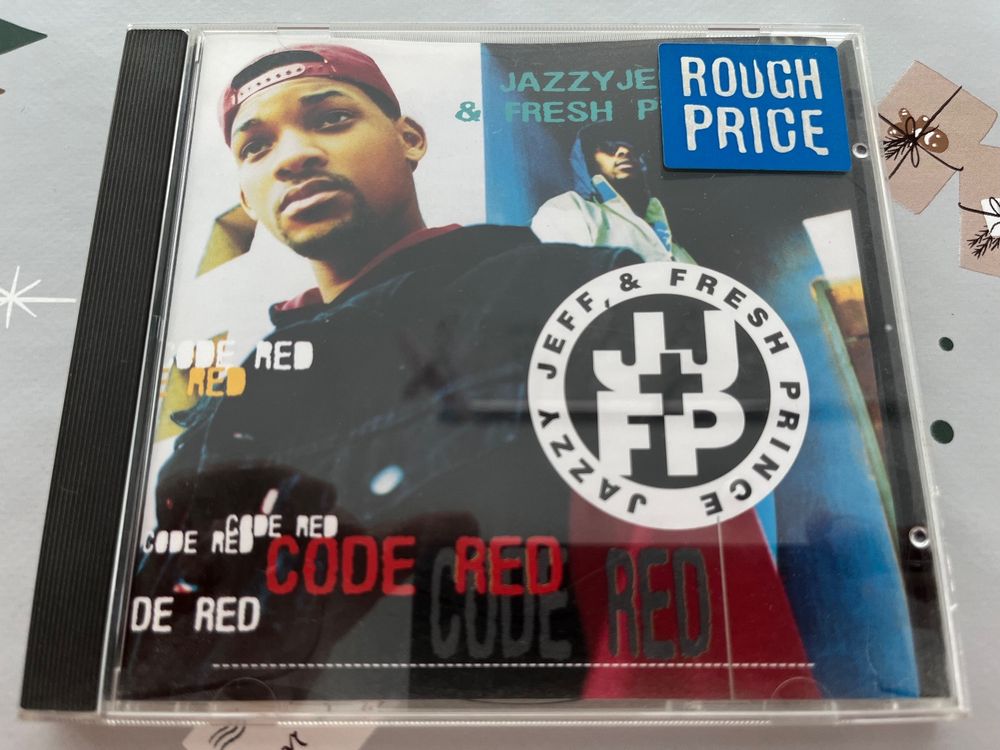 JAZZYJE
& FRESH P
ROUGH
PRICE
JAZZY JEFF, & FRESH PRINCE
JJ
+
FP
CODE RED
E RED
CODE RED
CODE RED
CODE RED
CODE RED
DE RED